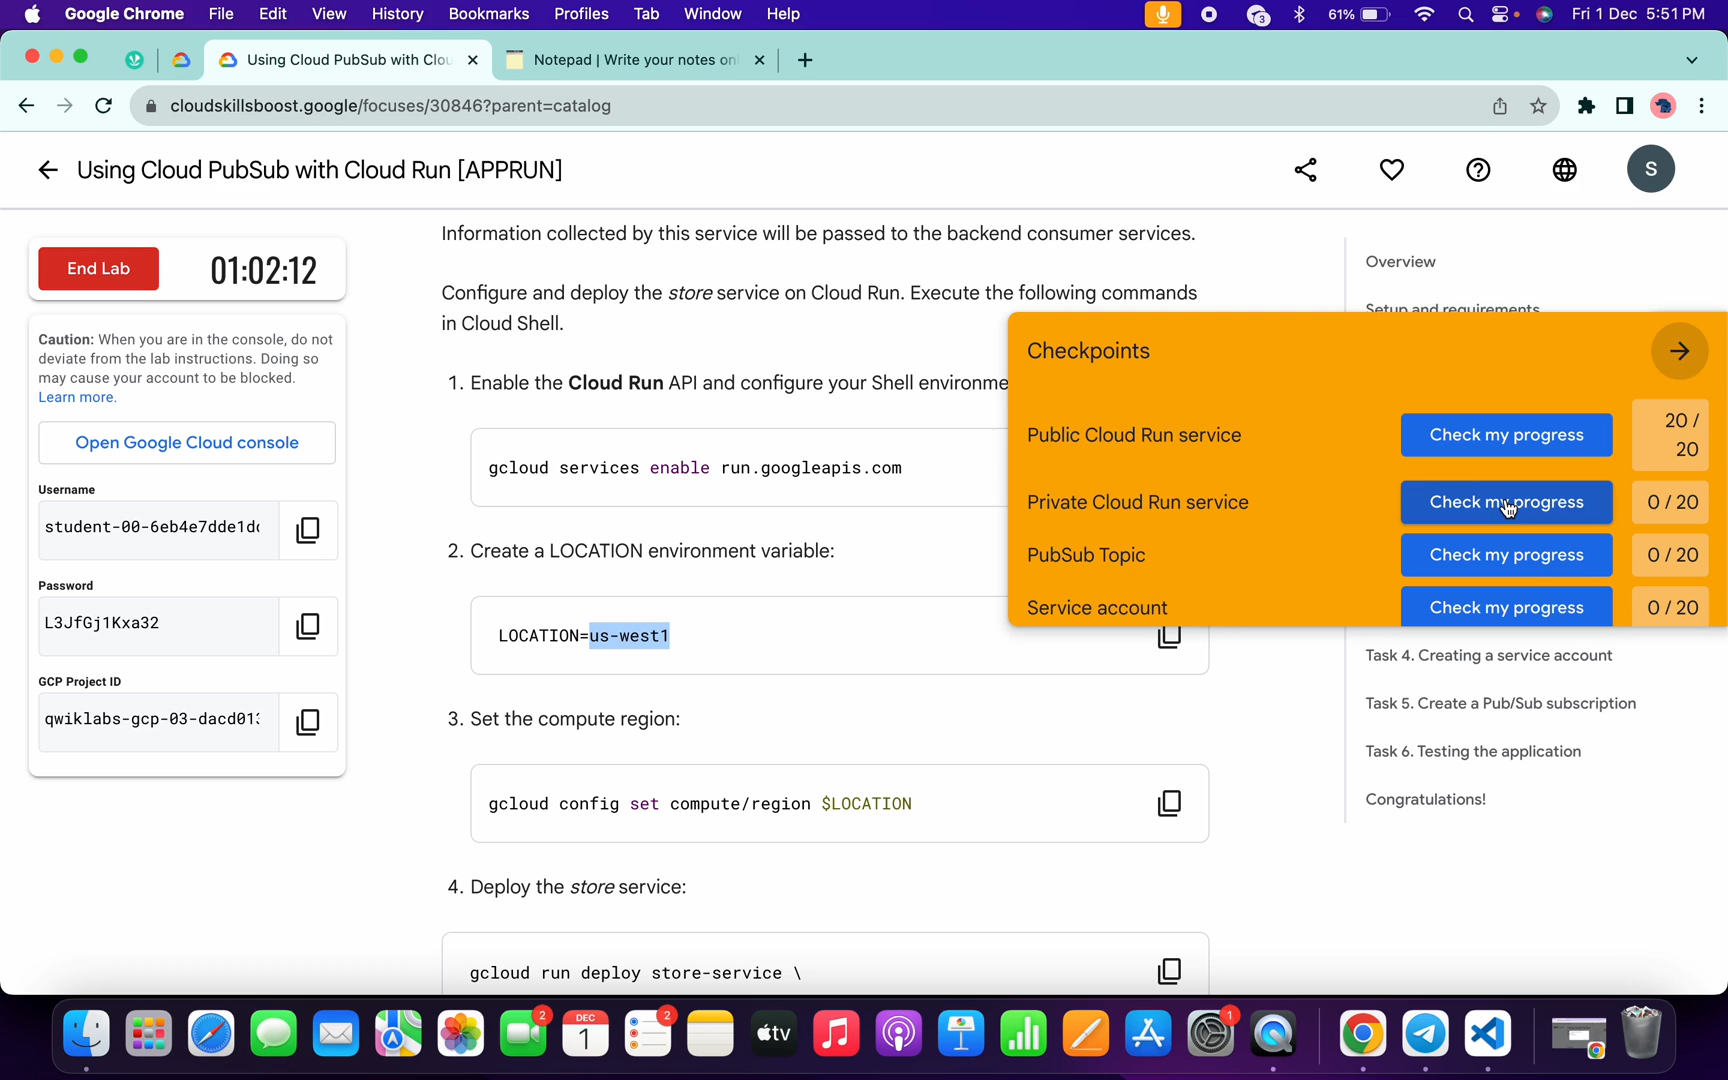 Google Chrome File Edit View History Bookmarks Profiles Tab Window Help 3 61% Fri 1 Dec 5:51 PM
Using Cloud PubSub with Clou
Notepad | Write your notes onl
cloudskillsboost.google/focuses/30846?parent=catalog
Using Cloud PubSub with Cloud Run [APPRUN]
S
End Lab
01:02:12
Caution: When you are in the console, do not
deviate from the lab instructions. Doing so
may cause your account to be blocked.
Learn more.
Open Google Cloud console
Username
student-00-6eb4e7dde1d
Password
L3JfGj1Kxa32
GCP Project ID
qwiklabs-gcp-03-dacd01
Information collected by this service will be passed to the backend consumer services.
Configure and deploy the store service on Cloud Run. Execute the following commands
in Cloud Shell.
1. Enable the Cloud Run API and configure your Shell environme
gcloud services enable run.googleapis.com
2. Create a LOCATION environment variable:
LOCATION=us-west1
3. Set the compute region:
gcloud config set compute/region $LOCATION
4. Deploy the store service:
gcloud run deploy store-service \
Overview
Setup and requirements
Checkpoints
Public Cloud Run service Check my progress 20 /
20
Private Cloud Run service Check my progress 0 / 20
PubSub Topic Check my progress 0 / 20
Service account Check my progress 0 / 20
Task 4. Creating a service account
Task 5. Create a Pub/Sub subscription
Task 6. Testing the application
Congratulations!
2
DEC
1
2
tv
1